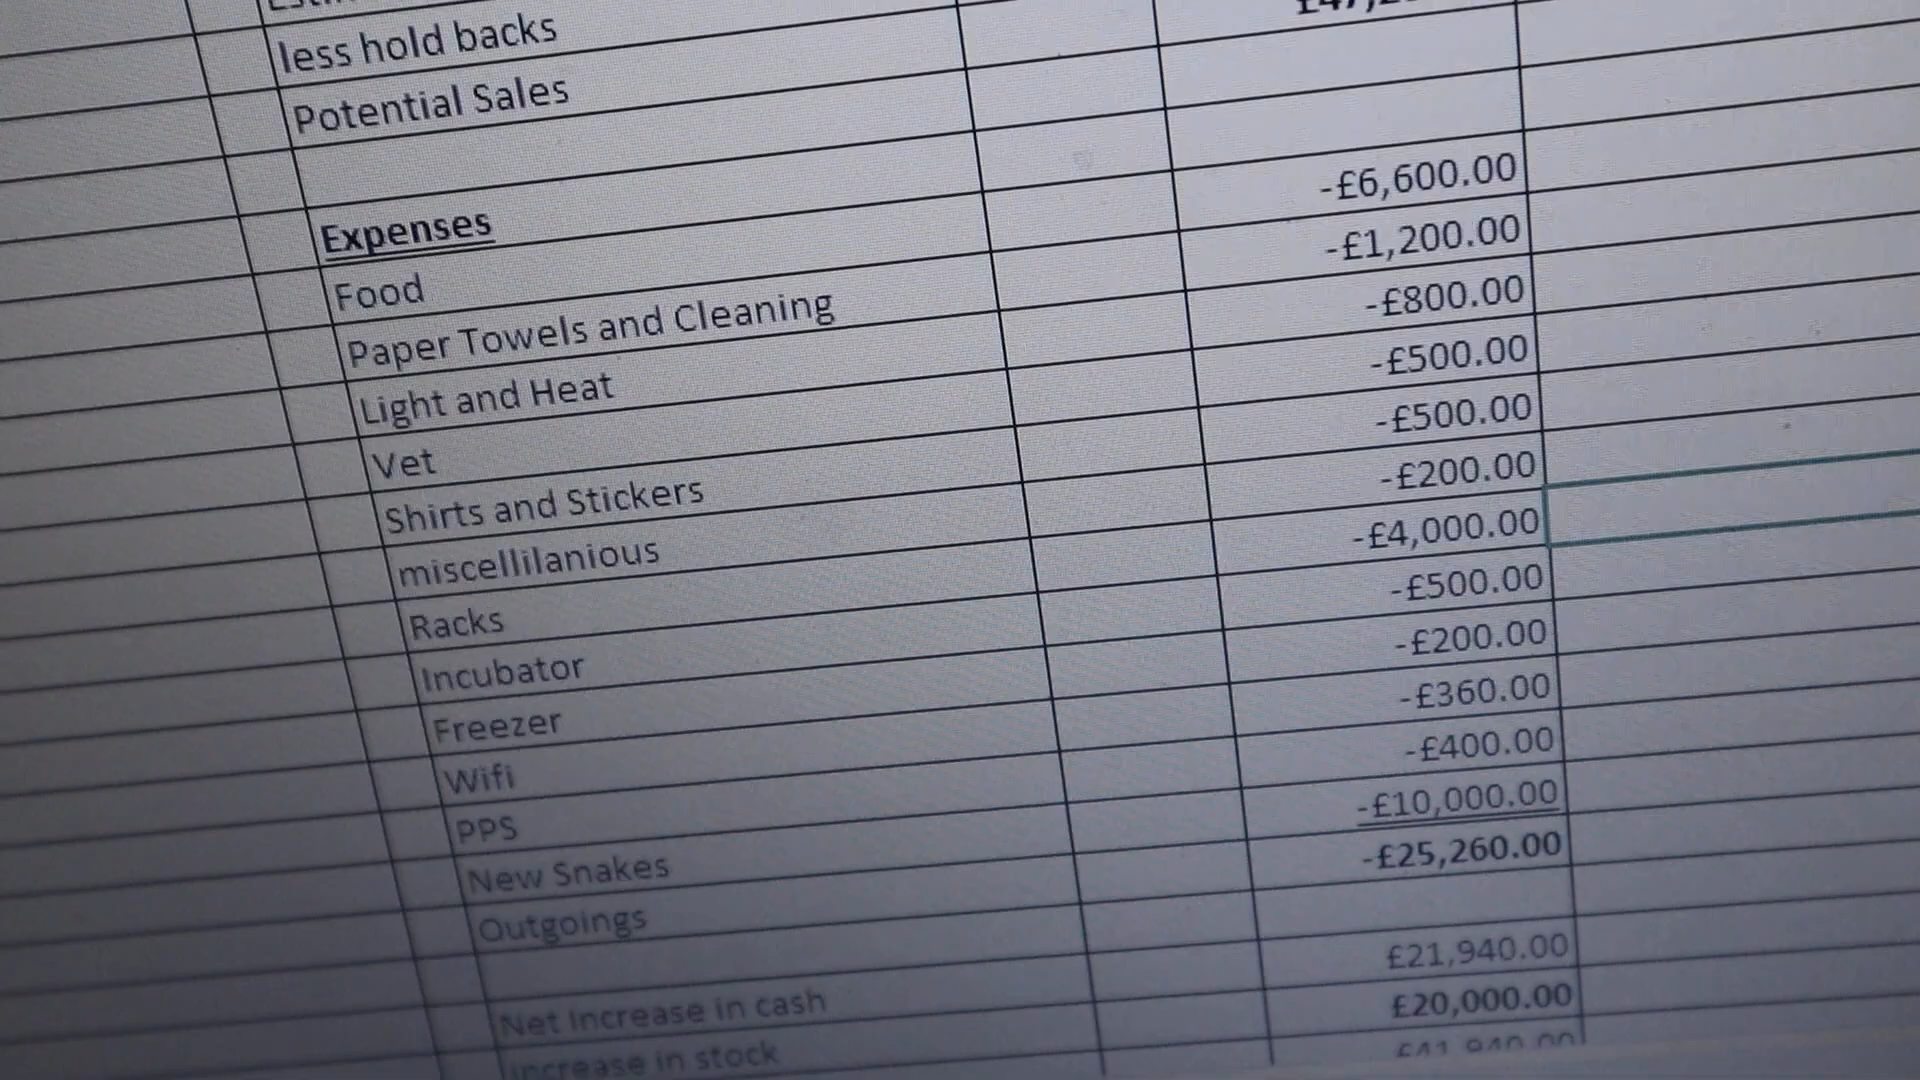 less hold backs
Potential Sales
Expenses
Food -£6,600.00
Paper Towels and Cleaning -£1,200.00
Light and Heat -£800.00
Vet -£500.00
Shirts and Stickers -£500.00
miscellilanious -£200.00
Racks -£4,000.00
Incubator -£500.00
Freezer -£200.00
Wifi -£360.00
PPS -£400.00
New Snakes -£10,000.00
Outgoings -£25,260.00
Net Increase in cash £21,940.00
increase in stock £20,000.00